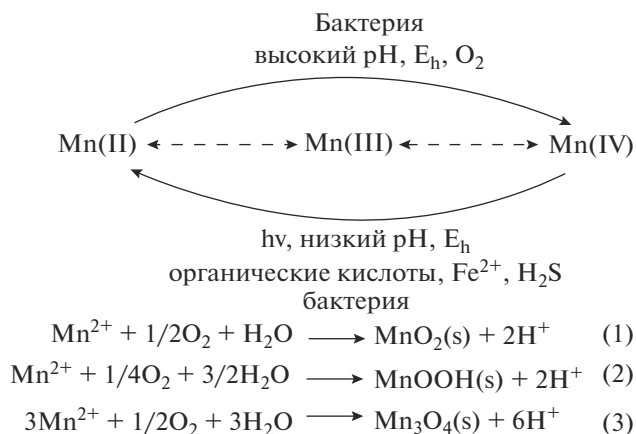 Бактерия
высокий pH, Eₕ, O₂
Mn(II) Mn(III) Mn(IV)
hν, низкий pH, Eₕ
органические кислоты, Fe²⁺, H₂S
бактерия
Mn²⁺ + 1/2O₂ + H₂O ⟶ MnO₂(s) + 2H⁺ (1)
Mn²⁺ + 1/4O₂ + 3/2H₂O ⟶ MnOOH(s) + 2H⁺ (2)
3Mn²⁺ + 1/2O₂ + 3H₂O ⟶ Mn₃O₄(s) + 6H⁺ (3)